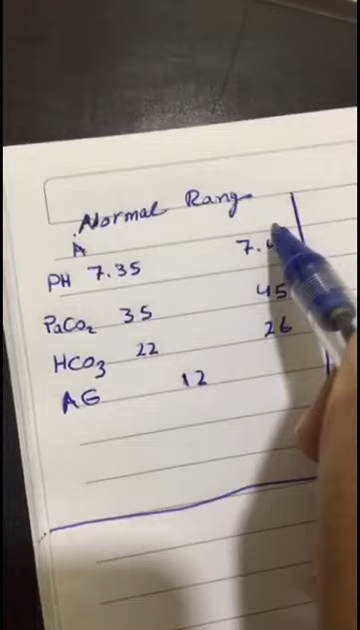 Normal Range
A
PH 7.35
PaCO2 35 45
HCO3 22 26
AG 12